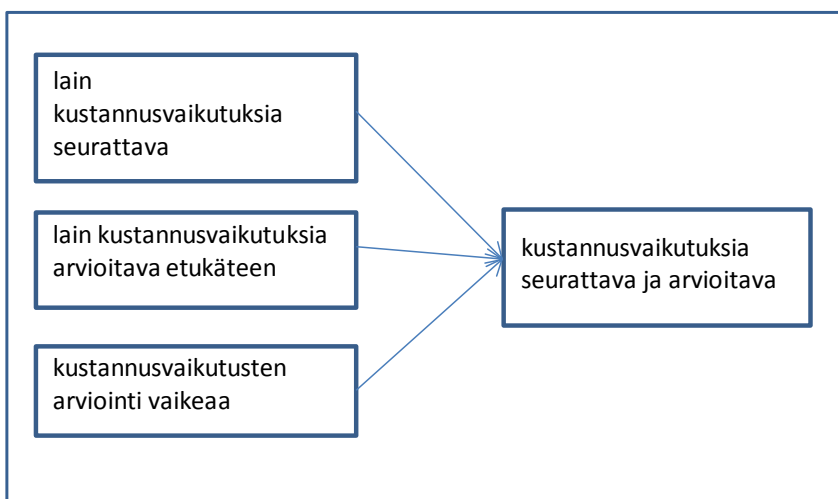 lain
kustannusvaikutuksia
seurattava
lain kustannusvaikutuksia
arvioitava etukäteen
kustannusvaikutusten
arviointi vaikeaa
kustannusvaikutuksia
seurattava ja arvioitava